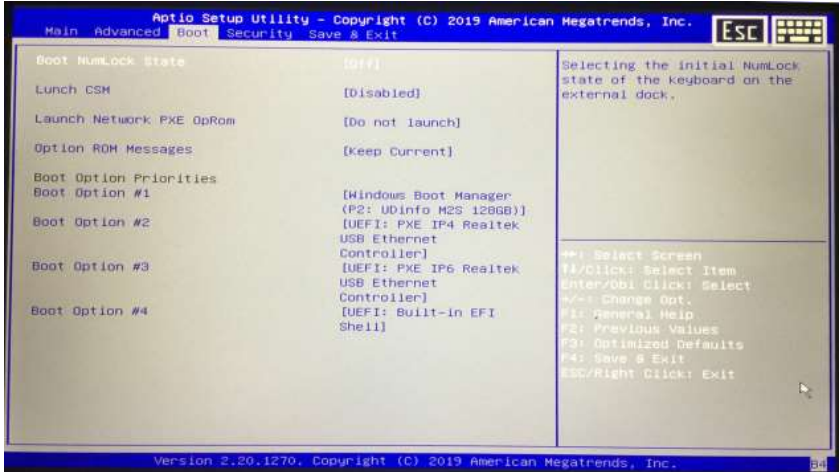 Aptio Setup Utility - Copyright (C) 2019 American Megatrends, Inc.
Main Advanced Boot Security Save & Exit
Esc
Boot NumLock State [Off]
Lunch CSM [Disabled]
Launch Network PXE OpRom [Do not launch]
Option ROM Messages [Keep Current]
Boot Option Priorities
Boot Option #1 [Windows Boot Manager
(P2: UDinfo M2S 128GB)]
Boot Option #2 [UEFI: PXE IP4 Realtek
USB Ethernet
Controller]
Boot Option #3 [UEFI: PXE IP6 Realtek
USB Ethernet
Controller]
Boot Option #4 [UEFI: Built-in EFI
Shell]
Selecting the initial NumLock
state of the keyboard on the
external dock.
→←: Select Screen
↑↓/Click: Select Item
Enter/Dbl Click: Select
+/-: Change Opt.
F1: General Help
F2: Previous Values
F3: Optimized Defaults
F4: Save & Exit
ESC/Right Click: Exit
Version 2.20.1270. Copyright (C) 2019 American Megatrends, Inc.
B4